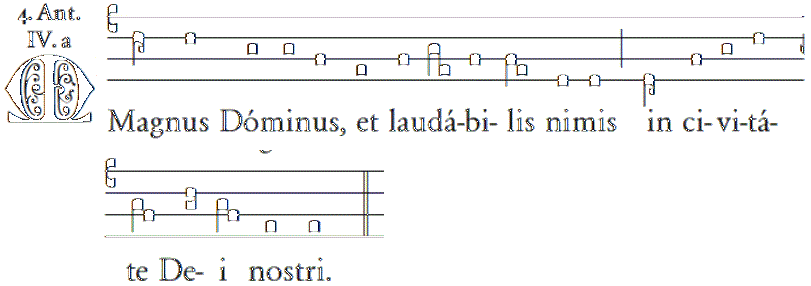 4. Ant.
IV. a
M Magnus Dóminus, et laudá-bi- lis nimis in ci-vi-tá-
te De- i nostri.